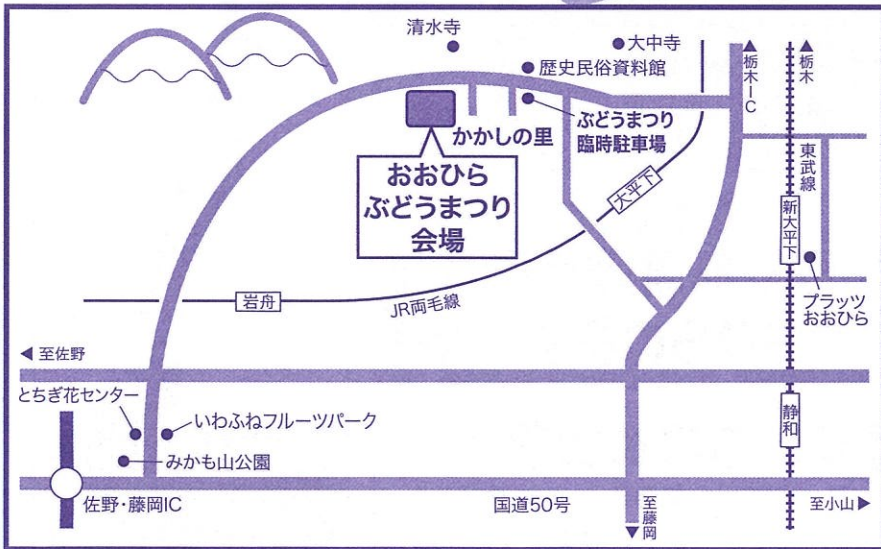 清水寺
大中寺
歴史民俗資料館
ぶどうまつり
臨時駐車場
かかしの里
おおひら
ぶどうまつり
会場
栃木IC
栃木
東武線
新大平下
大平下
プラッツ
おおひら
岩舟
JR両毛線
至佐野
とちぎ花センター
いわふねフルーツパーク
みかも山公園
静和
佐野・藤岡IC
国道50号
至藤岡
至小山